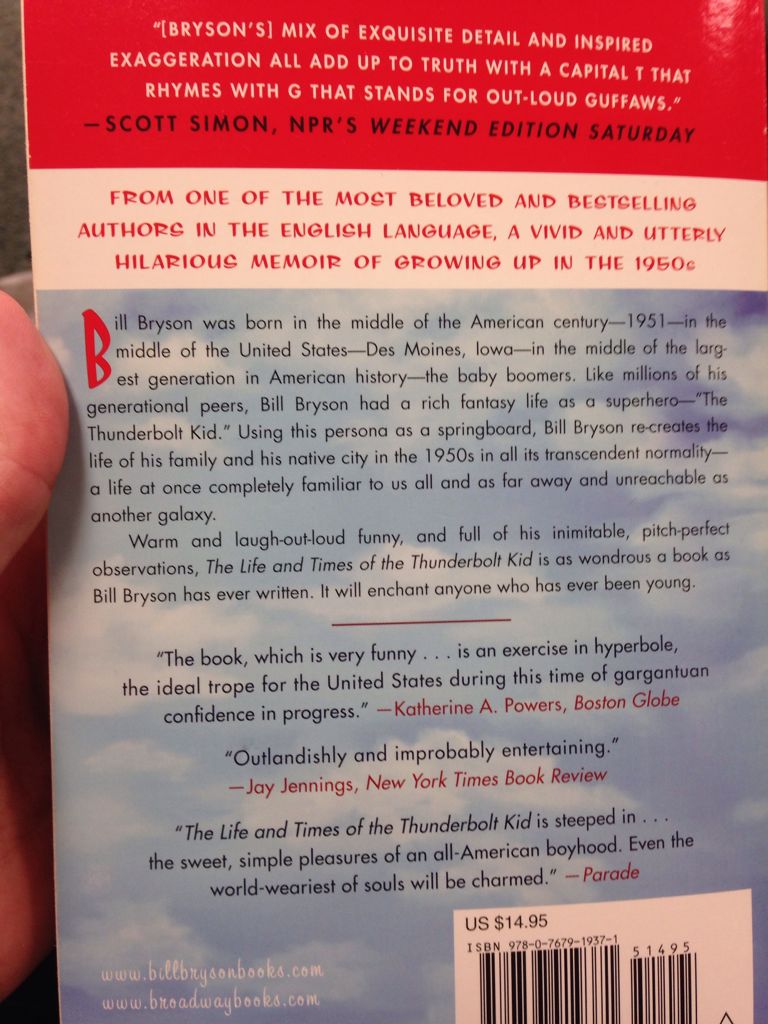 "[BRYSON'S] MIX OF EXQUISITE DETAIL AND INSPIRED
EXAGGERATION ALL ADD UP TO TRUTH WITH A CAPITAL T THAT
RHYMES WITH G THAT STANDS FOR OUT-LOUD GUFFAWS."
—SCOTT SIMON, NPR'S WEEKEND EDITION SATURDAY
FROM ONE OF THE MOST BELOVED AND BESTSELLING
AUTHORS IN THE ENGLISH LANGUAGE, A VIVID AND UTTERLY
HILARIOUS MEMOIR OF GROWING UP IN THE 1950s
Bill Bryson was born in the middle of the American century—1951—in the
middle of the United States—Des Moines, Iowa—in the middle of the larg-
est generation in American history—the baby boomers. Like millions of his
generational peers, Bill Bryson had a rich fantasy life as a superhero—"The
Thunderbolt Kid." Using this persona as a springboard, Bill Bryson re-creates the
life of his family and his native city in the 1950s in all its transcendent normality—
a life at once completely familiar to us all and as far away and unreachable as
another galaxy.
Warm and laugh-out-loud funny, and full of his inimitable, pitch-perfect
observations, The Life and Times of the Thunderbolt Kid is as wondrous a book as
Bill Bryson has ever written. It will enchant anyone who has ever been young.
"The book, which is very funny . . . is an exercise in hyperbole,
the ideal trope for the United States during this time of gargantuan
confidence in progress." —Katherine A. Powers, Boston Globe
"Outlandishly and improbably entertaining."
—Jay Jennings, New York Times Book Review
"The Life and Times of the Thunderbolt Kid is steeped in . . .
the sweet, simple pleasures of an all-American boyhood. Even the
world-weariest of souls will be charmed." —Parade
US $14.95
ISBN 978-0-7679-1937-1
51495
www.billbrysonbooks.com
www.broadwaybooks.com